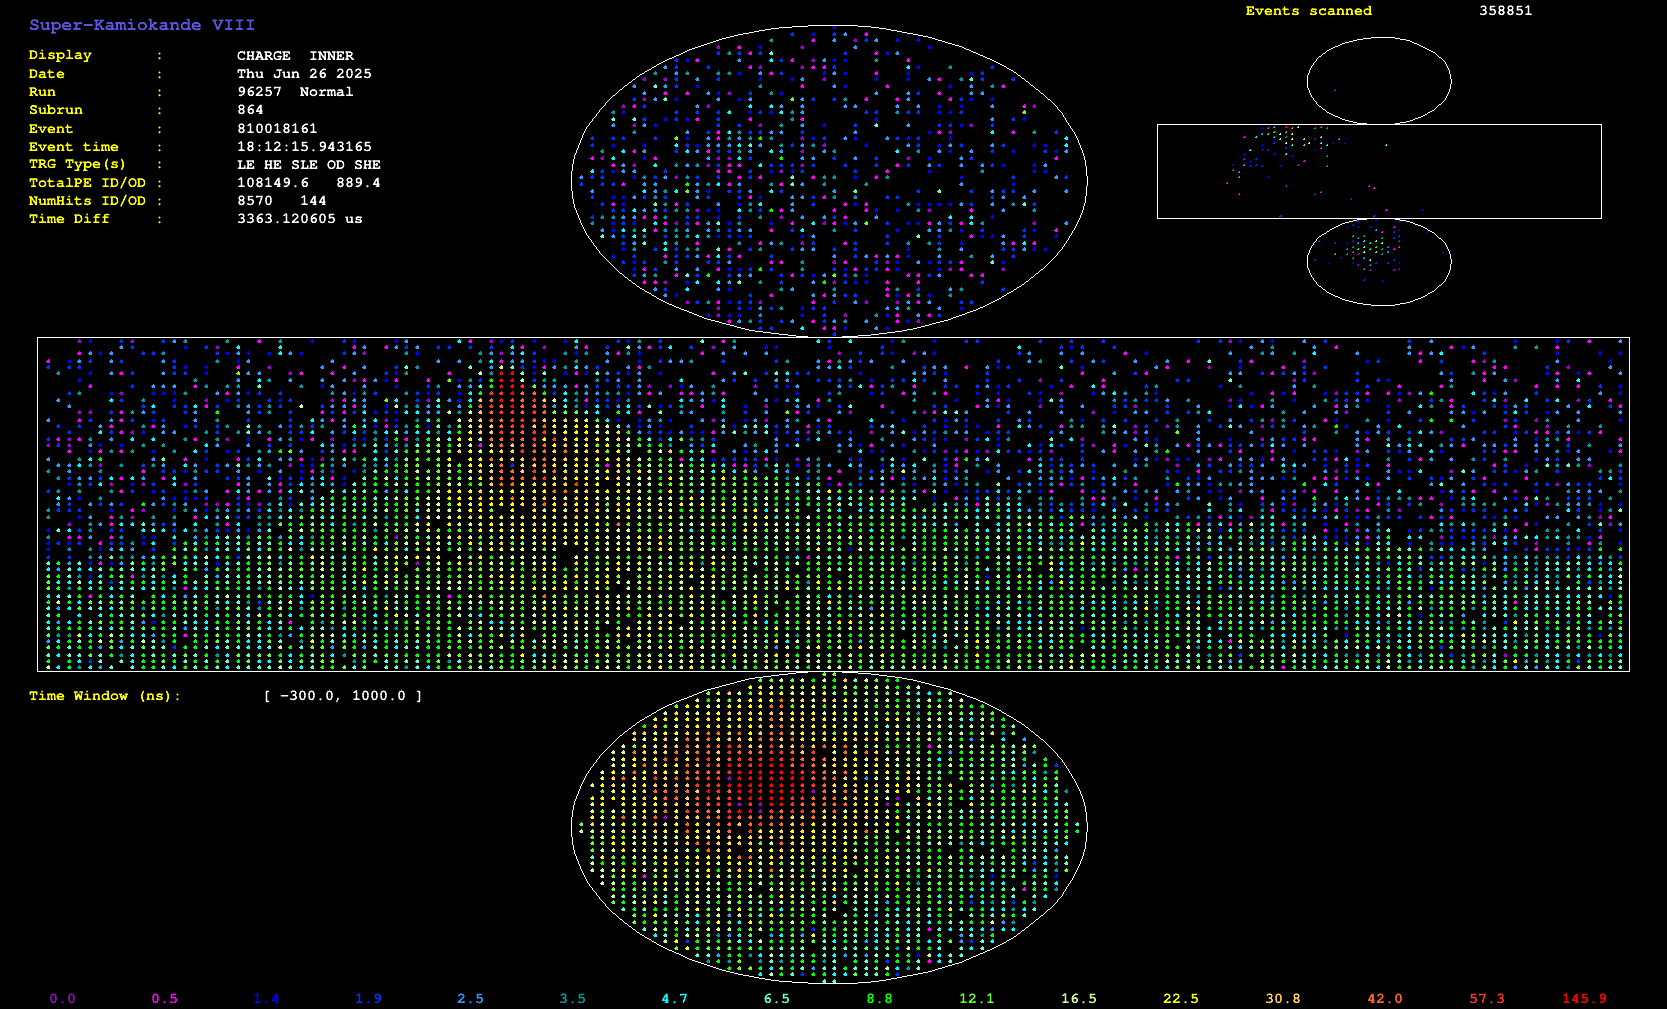 Super-Kamiokande VIII
Events scanned 358851
Display : CHARGE INNER
Date : Thu Jun 26 2025
Run : 96257 Normal
Subrun : 864
Event : 810018161
Event time : 18:12:15.943165
TRG Type(s) : LE HE SLE OD SHE
TotalPE ID/OD : 108149.6 889.4
NumHits ID/OD : 8570 144
Time Diff : 3363.120605 us
Time Window (ns): [ -300.0, 1000.0 ]
0.0 0.5 1.4 1.9 2.5 3.5 4.7 6.5 8.8 12.1 16.5 22.5 30.8 42.0 57.3 145.9